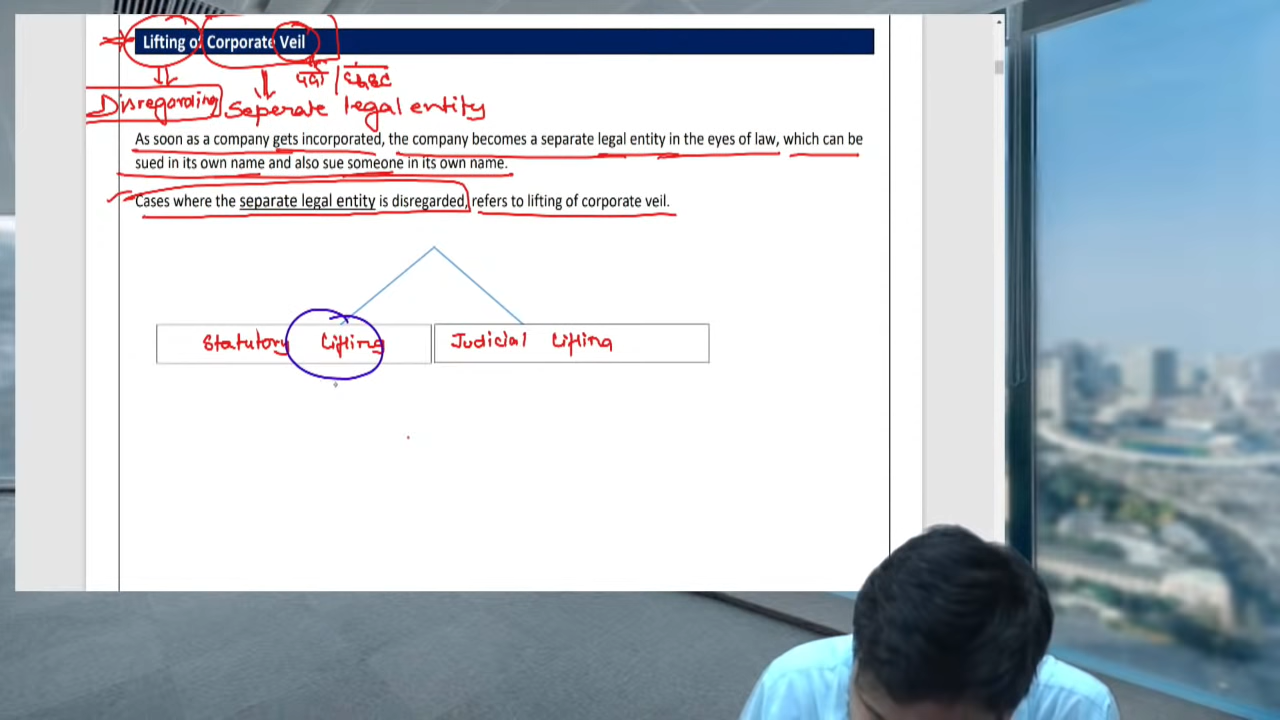 Lifting of Corporate Veil
Disregarding Seperate legal entity
As soon as a company gets incorporated, the company becomes a separate legal entity in the eyes of law, which can be
sued in its own name and also sue someone in its own name.
Cases where the separate legal entity is disregarded, refers to lifting of corporate veil.
Statutory Lifting Judicial Lifting